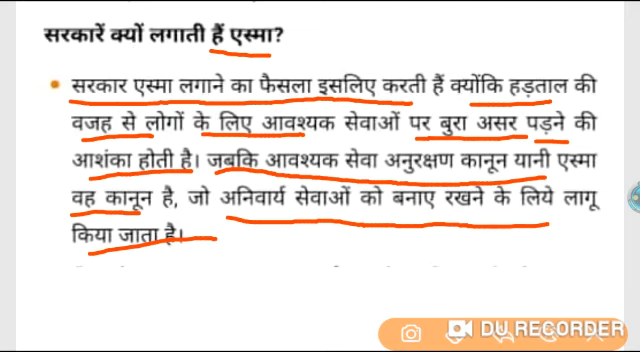 सरकारें क्यों लगाती हैं एस्मा?
• सरकार एस्मा लगाने का फैसला इसलिए करती हैं क्योंकि हड़ताल की
वजह से लोगों के लिए आवश्यक सेवाओं पर बुरा असर पड़ने की
आशंका होती है। जबकि आवश्यक सेवा अनुरक्षण कानून यानी एस्मा
वह कानून है, जो अनिवार्य सेवाओं को बनाए रखने के लिये लागू
किया जाता है।
DU RECORDER